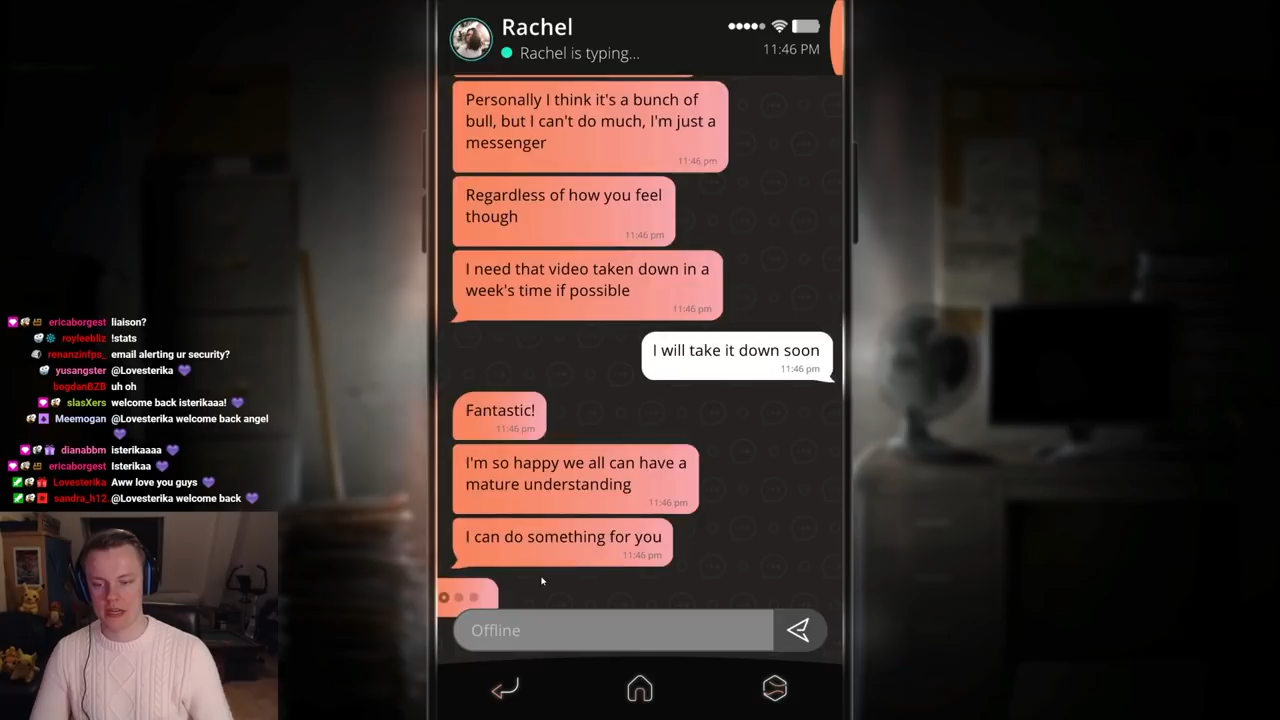 Rachel
Rachel is typing...
11:46 PM
Personally I think it's a bunch of
bull, but I can't do much, I'm just a
messenger
11:46 pm
Regardless of how you feel
though
11:46 pm
I need that video taken down in a
week's time if possible
11:46 pm
I will take it down soon
11:46 pm
Fantastic!
11:46 pm
I'm so happy we all can have a
mature understanding
11:46 pm
I can do something for you
11:46 pm
Offline
ericaborgest liaison?
royleebliz !stats
renanzinfps_ email alerting ur security?
yusangster @Lovesterika 💜
bogdanBZB uh oh
slasXers welcome back isterikaaa! 💜
Meemogan @Lovesterika welcome back angel
💜
dianabbm isterikaaaa 💜
ericaborgest Isterikaa 💜
Lovesterika Aww love you guys 💜
sandra_h12. @Lovesterika welcome back 💜